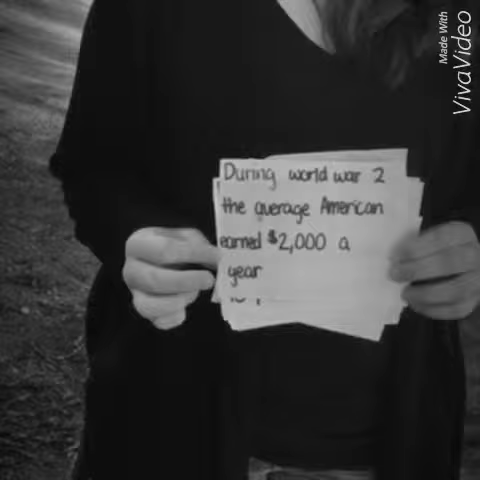 During world war 2
the average American
earned $2,000 a
year
Made With
VivaVideo